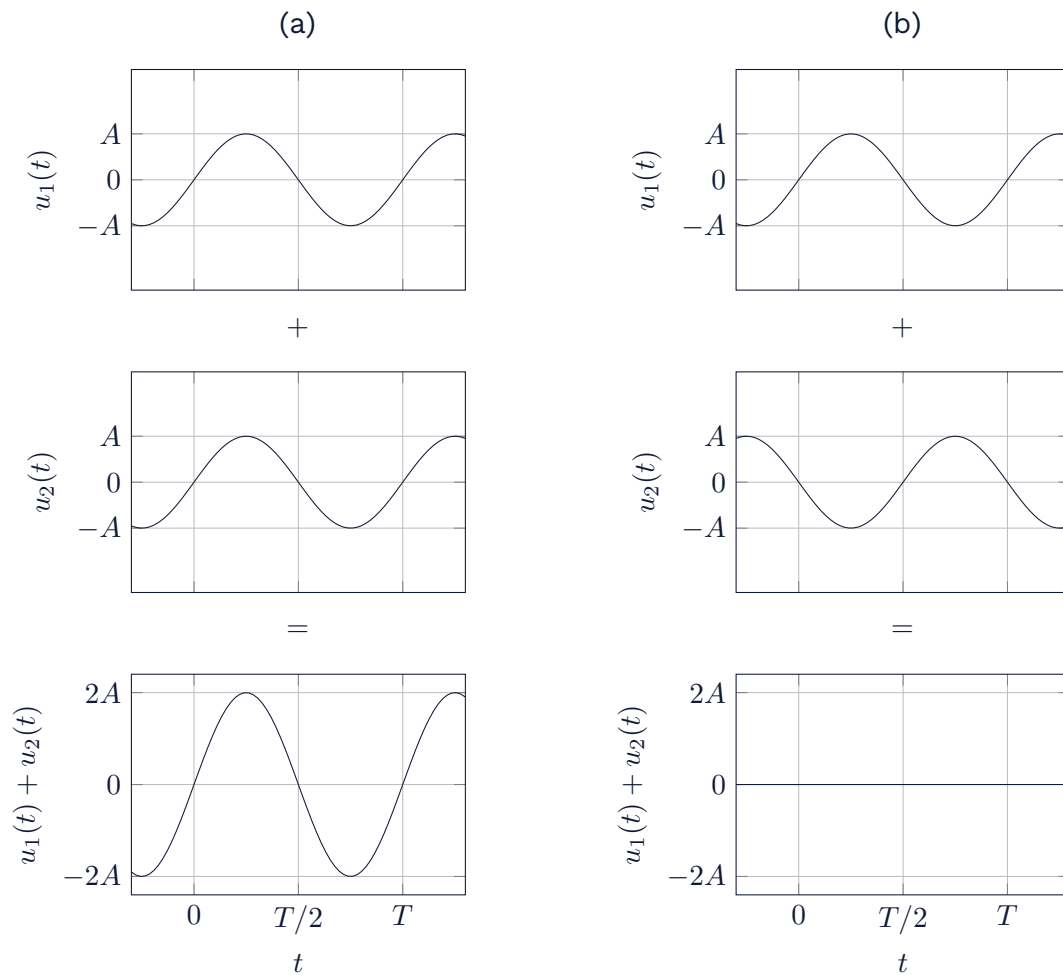 (a)
A
0
−A
u₁(t)
+
A
0
−A
u₂(t)
=
2A
0
−2A
u₁(t) + u₂(t)
0 T/2 T
t
(b)
A
0
−A
u₁(t)
+
A
0
−A
u₂(t)
=
2A
0
−2A
u₁(t) + u₂(t)
0 T/2 T
t